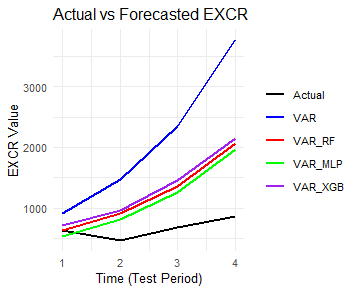 Actual vs Forecasted EXCR
EXCR Value
3000
2000
1000
1 2 3 4
Time (Test Period)
Actual
VAR
VAR_RF
VAR_MLP
VAR_XGB